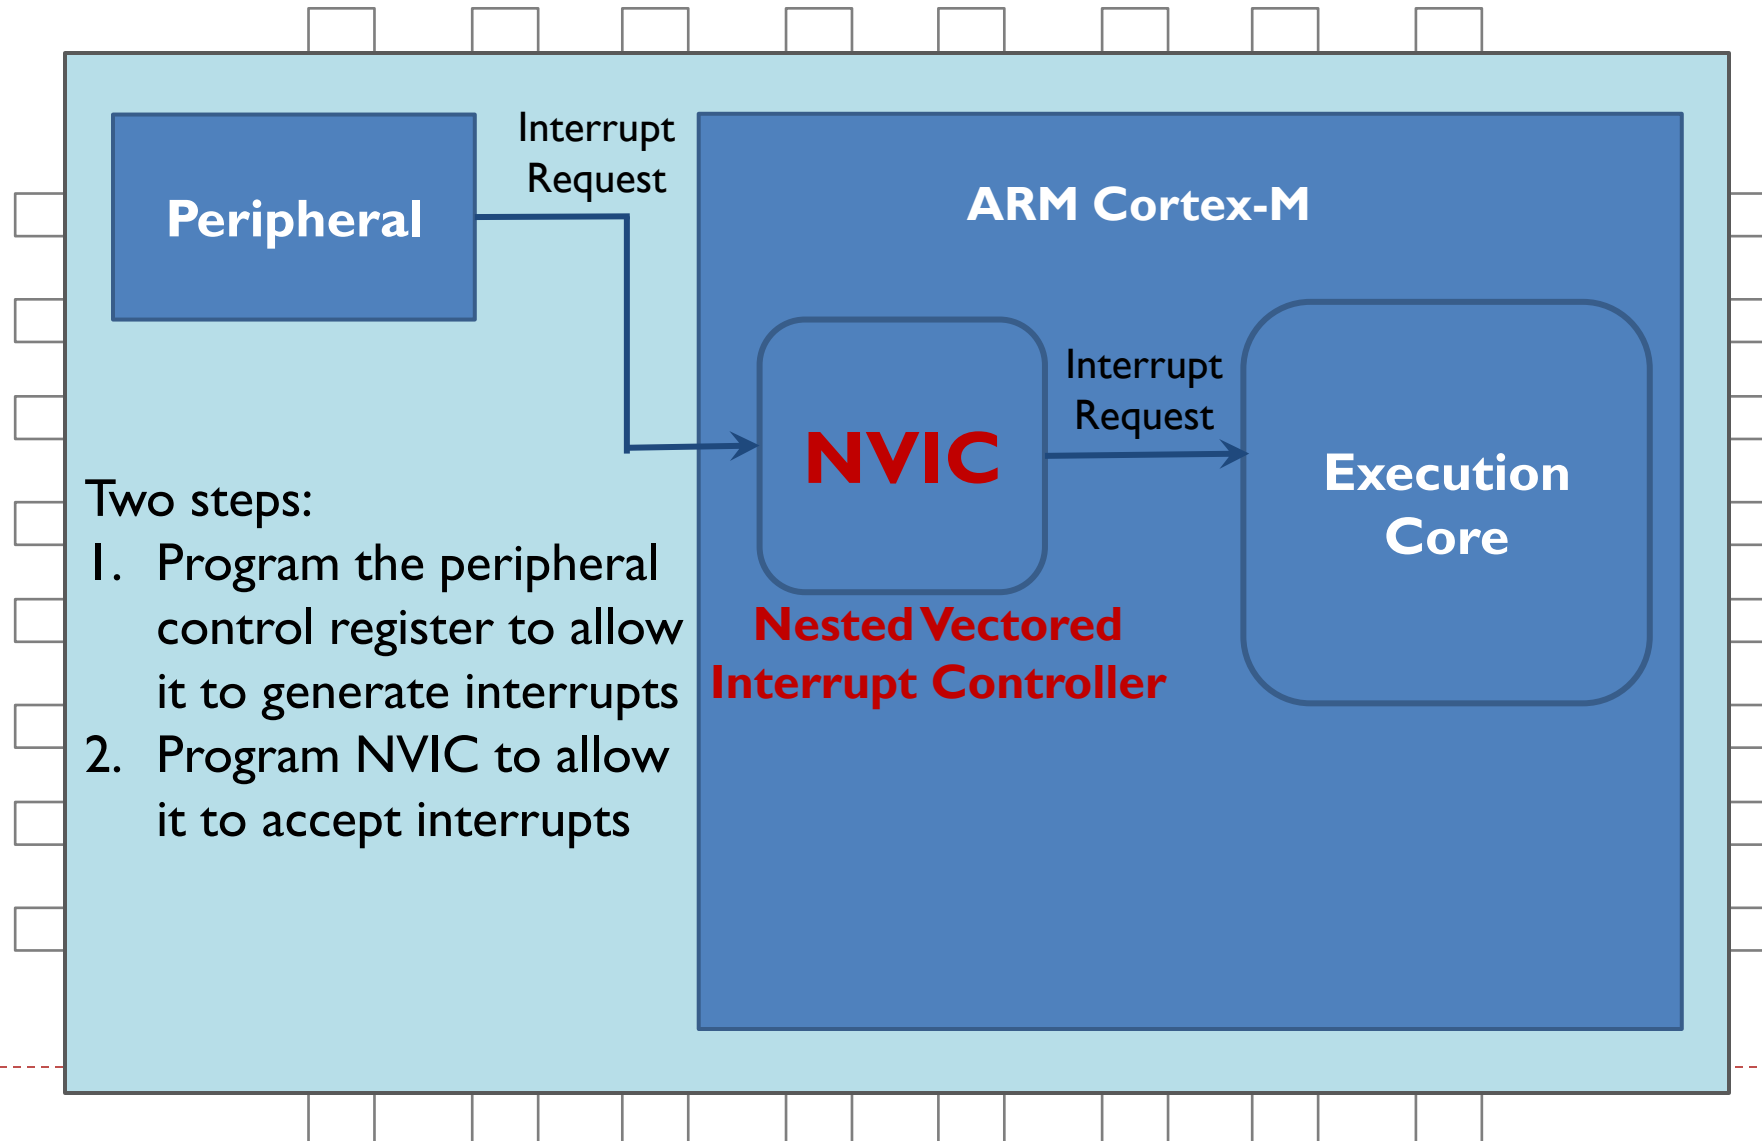 Interrupt
Request
Peripheral
ARM Cortex-M
Interrupt
Request
NVIC
Execution
Core
Nested Vectored
Interrupt Controller
Two steps:
1. Program the peripheral
control register to allow
it to generate interrupts
2. Program NVIC to allow
it to accept interrupts